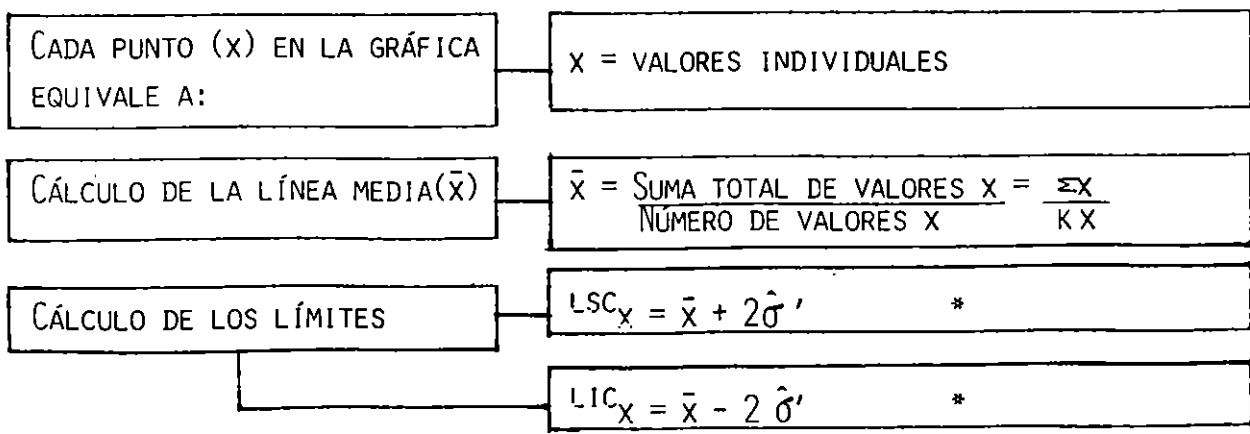 CADA PUNTO (X) EN LA GRÁFICA
EQUIVALE A:
X = VALORES INDIVIDUALES
CÁLCULO DE LA LÍNEA MEDIA(X̄)
X̄ = SUMA TOTAL DE VALORES X = ΣX
NÚMERO DE VALORES X KX
CÁLCULO DE LOS LÍMITES
LSCX = X̄ + 2σ̂' *
LICX = X̄ - 2 σ̂' *